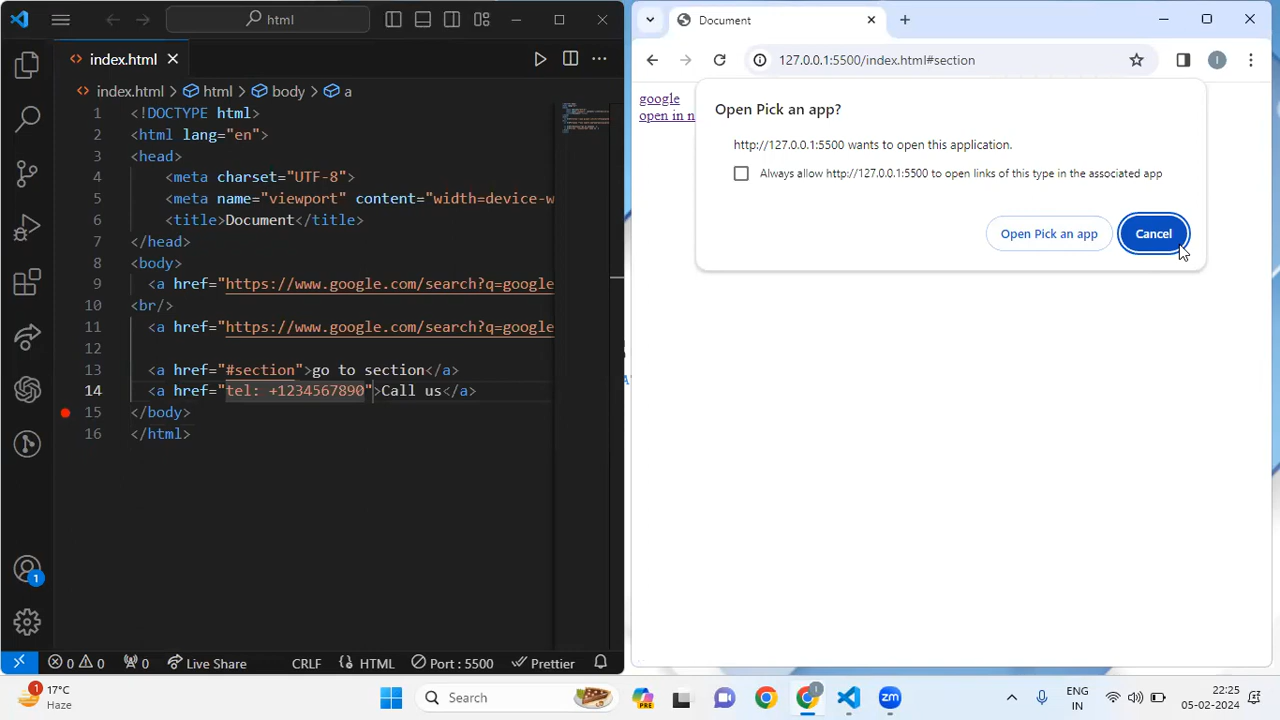 html
index.html
index.html > html > body > a
1 <!DOCTYPE html>
2 <html lang="en">
3 <head>
4 <meta charset="UTF-8">
5 <meta name="viewport" content="width=device-w
6 <title>Document</title>
7 </head>
8 <body>
9 <a href="https://www.google.com/search?q=google
10 <br/>
11 <a href="https://www.google.com/search?q=google
12
13 <a href="#section">go to section</a>
14 <a href="tel: +1234567890">Call us</a>
15 </body>
16 </html>
1
0 0 0 Live Share CRLF HTML Port : 5500 Prettier
Document
127.0.0.1:5500/index.html#section
I
google
open in n
Open Pick an app?
http://127.0.0.1:5500 wants to open this application.
Always allow http://127.0.0.1:5500 to open links of this type in the associated app
Open Pick an app Cancel
1
17°C
Haze
Search
PRE
ENG
IN
22:25
05-02-2024